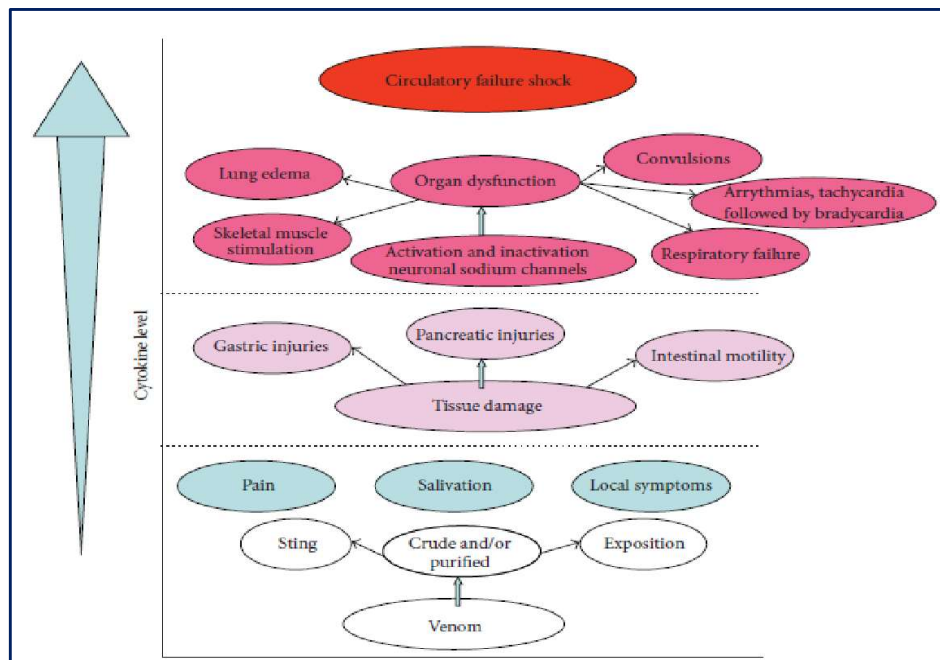 Circulatory failure shock
Convulsions
Lung edema
Organ dysfunction
Arrythmias, tachycardia
followed by bradycardia
Skeletal muscle
stimulation
Activation and inactivation
neuronal sodium channels
Respiratory failure
Cytokine level
Gastric injuries
Pancreatic injuries
Intestinal motility
Tissue damage
Pain
Salivation
Local symptoms
Sting
Crude and/or
purified
Exposition
Venom